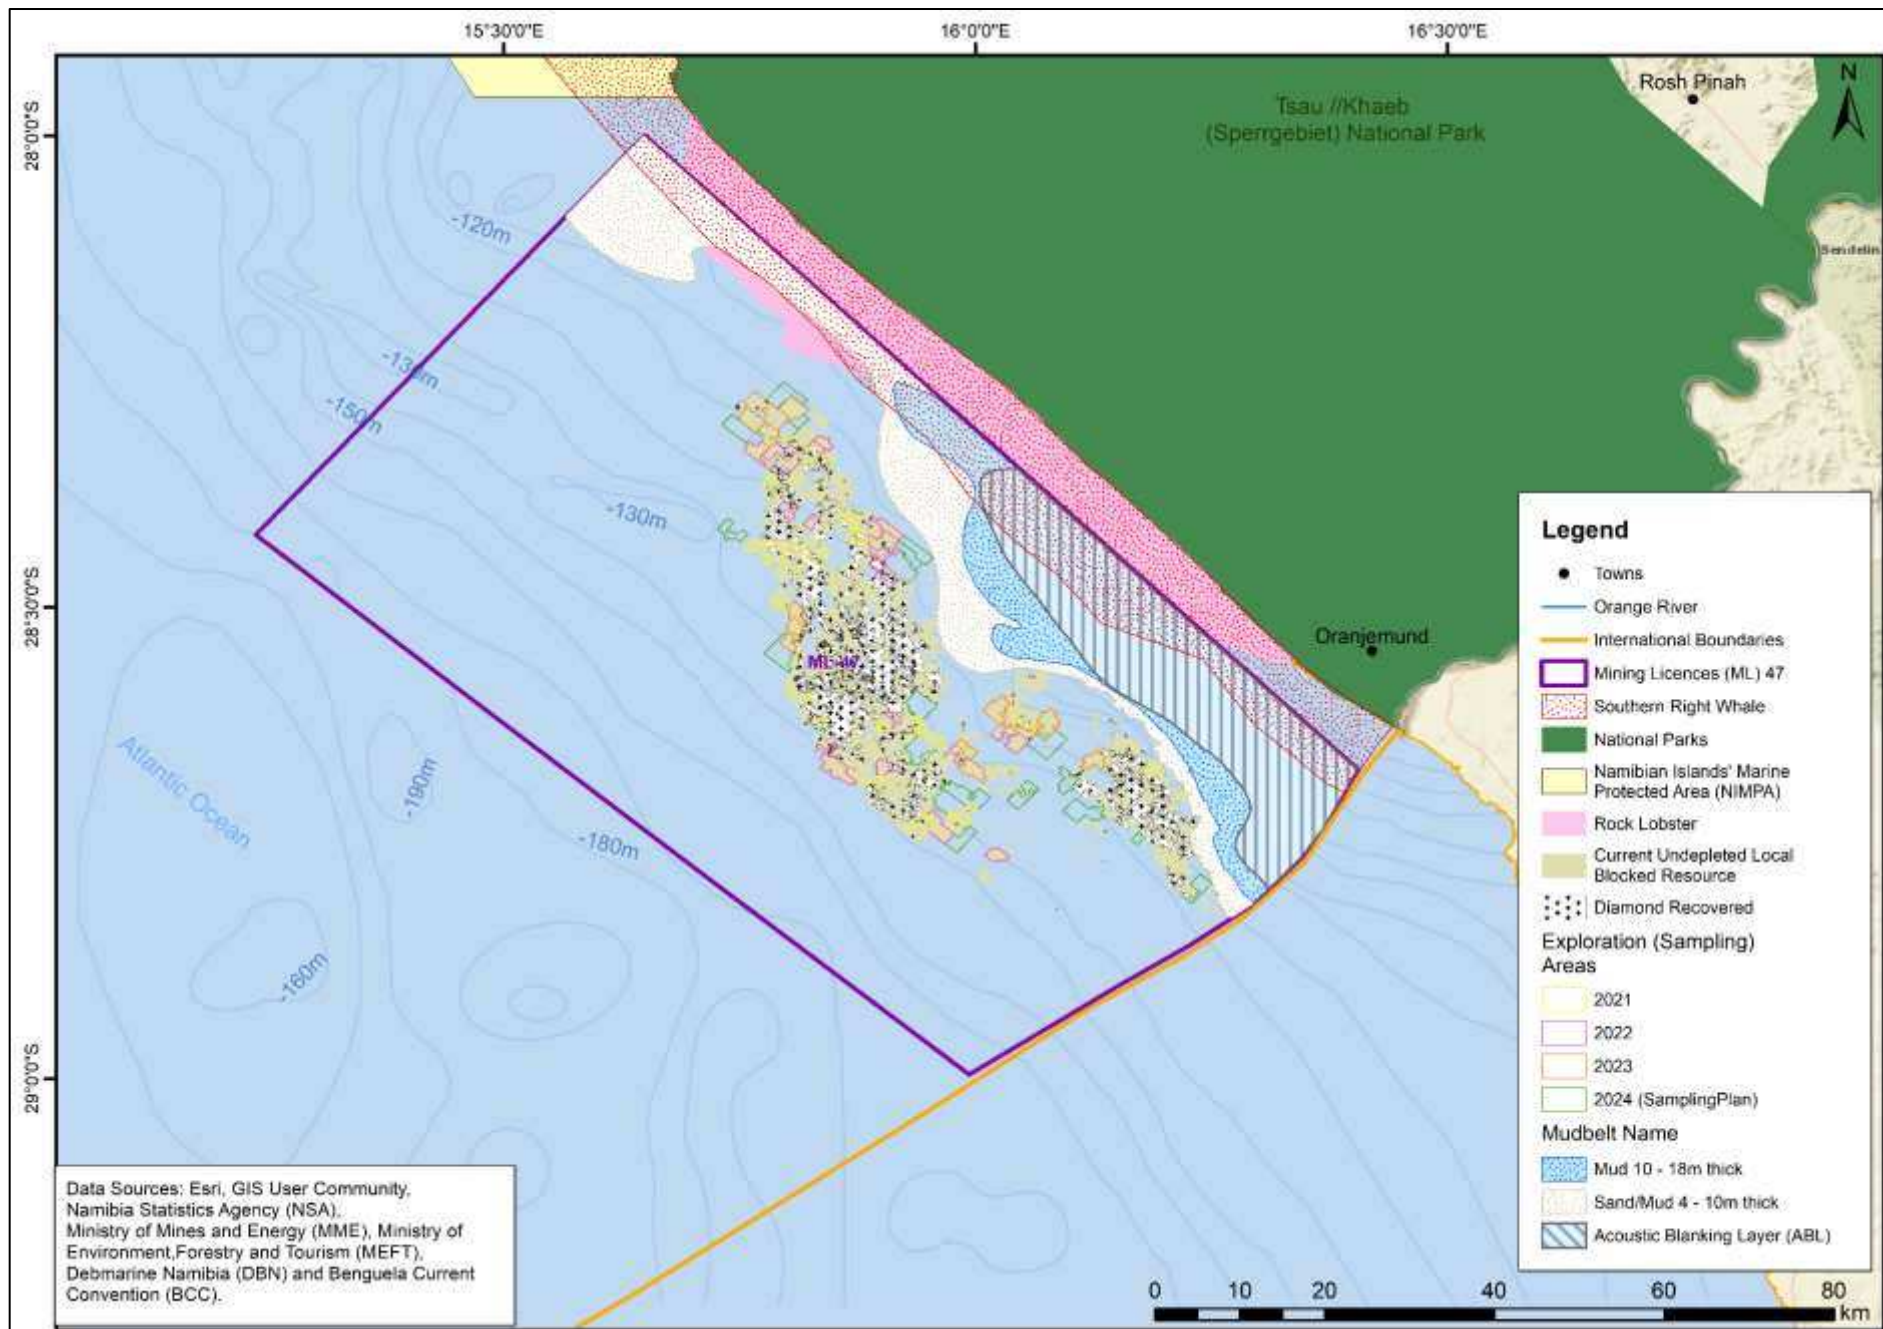 15°30'0"E
16°0'0"E
16°30'0"E
28°0'0"S
28°30'0"S
29°0'0"S
N
Rosh Pinah
Tsau //Khaeb
(Sperrgebiet) National Park
Sendelin
-120m
-130m
-150m
-130m
Oranjemund
Atlantic Ocean
-190m
-180m
-160m
Legend
Towns
Orange River
International Boundaries
Mining Licences (ML) 47
Southern Right Whale
National Parks
Namibian Islands' Marine
Protected Area (NIMPA)
Rock Lobster
Current Undepleted Local
Blocked Resource
Diamond Recovered
Exploration (Sampling)
Areas
2021
2022
2023
2024 (SamplingPlan)
Mudbelt Name
Mud 10 - 18m thick
Sand/Mud 4 - 10m thick
Acoustic Blanking Layer (ABL)
Data Sources: Esri, GIS User Community,
Namibia Statistics Agency (NSA),
Ministry of Mines and Energy (MME), Ministry of
Environment,Forestry and Tourism (MEFT),
Debmarine Namibia (DBN) and Benguela Current
Convention (BCC).
0 10 20 40 60 80
km